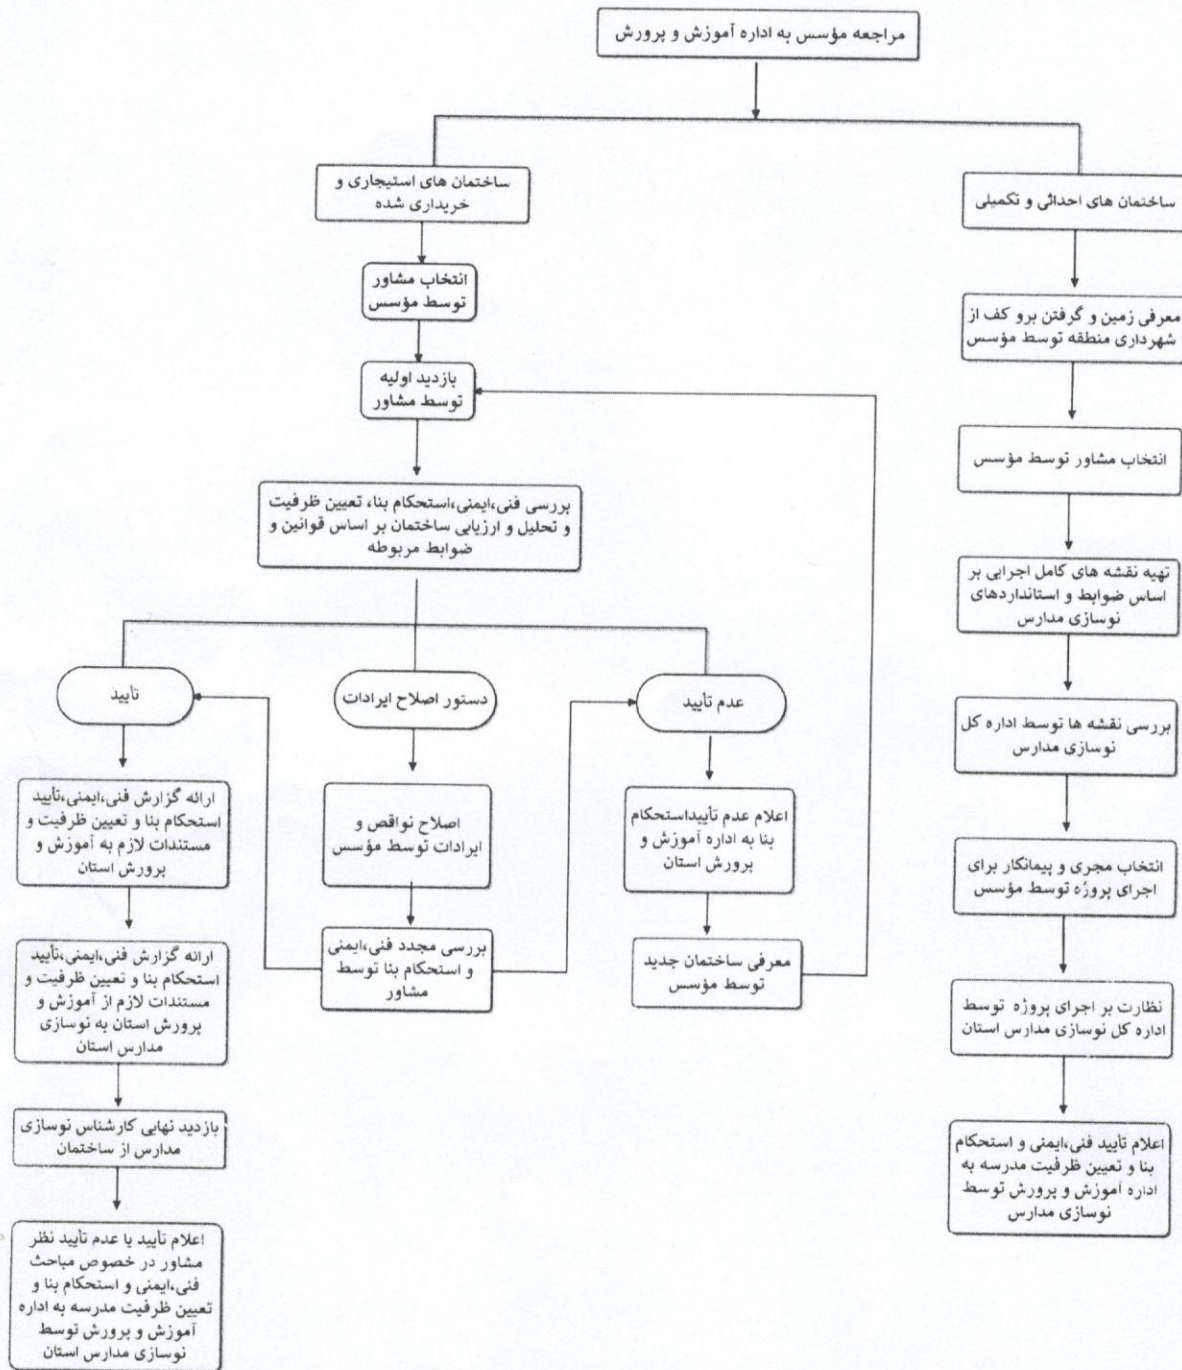 مراجعه مؤسس به اداره آموزش و پرورش
ساختمان های احداثی و تکمیلی
معرفی زمین و گرفتن برو کف از
شهرداری منطقه توسط مؤسس
انتخاب مشاور توسط مؤسس
تهیه نقشه های کامل اجرایی بر
اساس ضوابط و استانداردهای
نوسازی مدارس
بررسی نقشه ها توسط اداره کل
نوسازی مدارس
انتخاب مجری و پیمانکار برای
اجرای پروژه توسط مؤسس
نظارت بر اجرای پروژه توسط
اداره کل نوسازی مدارس استان
اعلام تأیید فنی،ایمنی و استحکام
بنا و تعیین ظرفیت مدرسه به
اداره آموزش و پرورش توسط
نوسازی مدارس
ساختمان های استیجاری و
خریداری شده
انتخاب مشاور
توسط مؤسس
بازدید اولیه
توسط مشاور
بررسی فنی،ایمنی،استحکام بنا، تعیین ظرفیت
و تحلیل و ارزیابی ساختمان بر اساس قوانین و
ضوابط مربوطه
عدم تأیید
اعلام عدم تأییداستحکام
بنا به اداره آموزش و
پرورش استان
معرفی ساختمان جدید
توسط مؤسس
دستور اصلاح ایرادات
اصلاح نواقص و
ایرادات توسط مؤسس
بررسی مجدد فنی،ایمنی
و استحکام بنا توسط
مشاور
تأیید
ارائه گزارش فنی،ایمنی،تأیید
استحکام بنا و تعیین ظرفیت و
مستندات لازم به آموزش و
پرورش استان
ارائه گزارش فنی،ایمنی،تأیید
استحکام بنا و تعیین ظرفیت و
مستندات لازم از آموزش و
پرورش استان به نوسازی
مدارس استان
بازدید نهایی کارشناس نوسازی
مدارس از ساختمان
اعلام تأیید یا عدم تأیید نظر
مشاور در خصوص مباحث
فنی،ایمنی و استحکام بنا و
تعیین ظرفیت مدرسه به اداره
آموزش و پرورش توسط
نوسازی مدارس استان